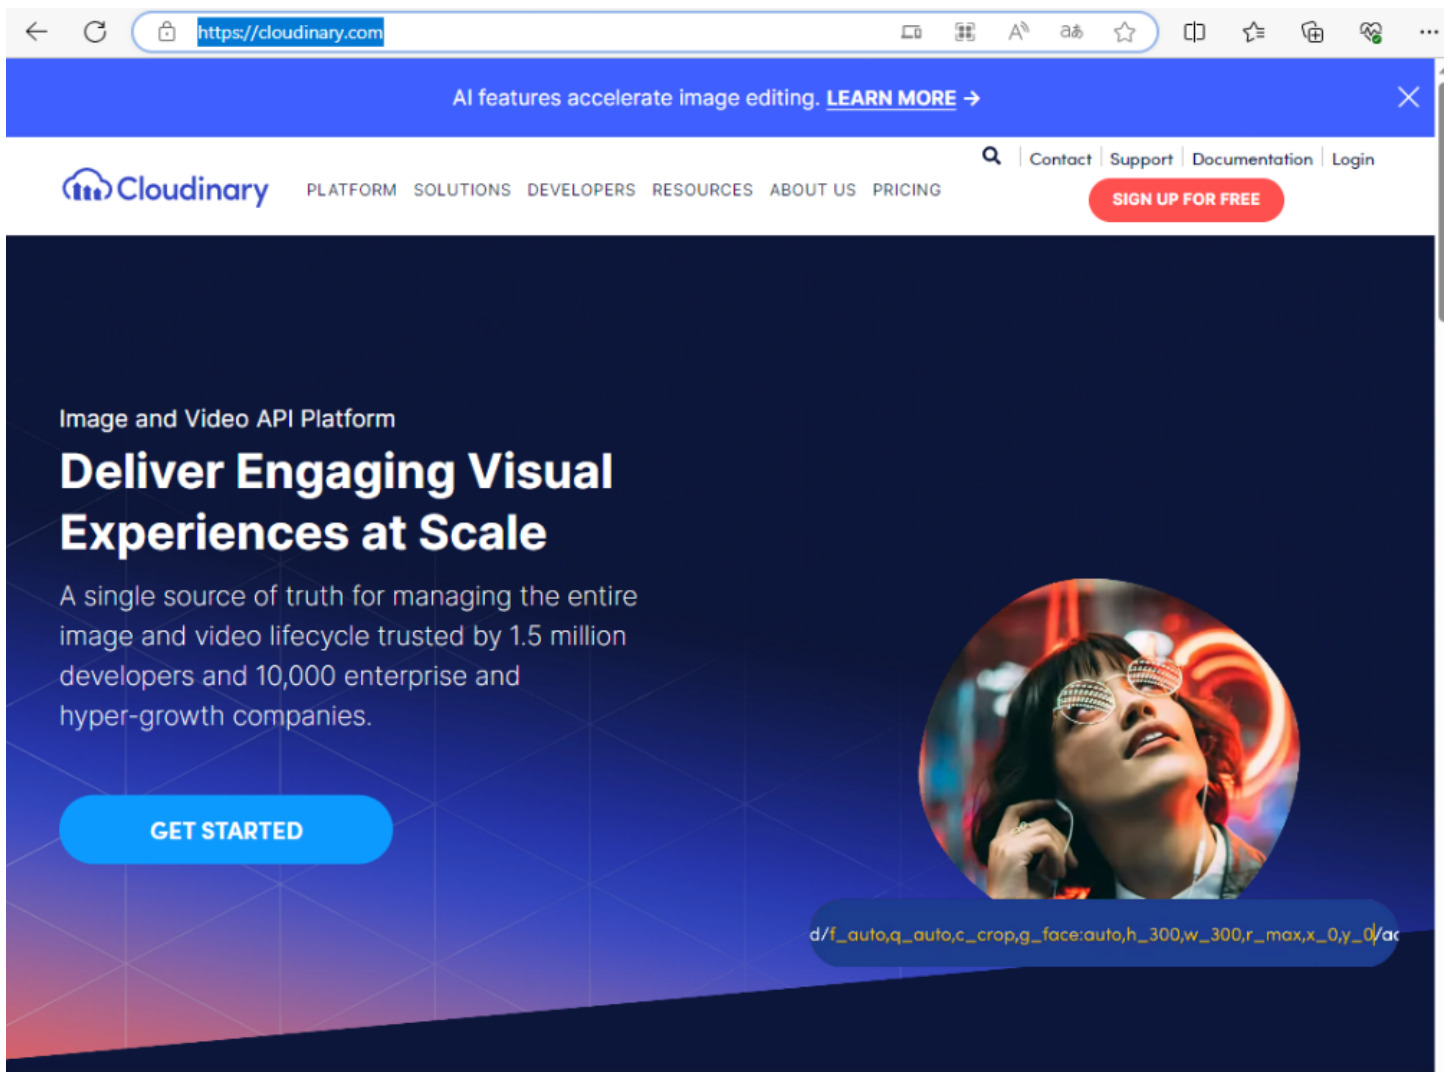 https://cloudinary.com
AI features accelerate image editing. LEARN MORE →
Contact Support Documentation Login
Cloudinary
PLATFORM SOLUTIONS DEVELOPERS RESOURCES ABOUT US PRICING
SIGN UP FOR FREE
Image and Video API Platform
Deliver Engaging Visual
Experiences at Scale
A single source of truth for managing the entire
image and video lifecycle trusted by 1.5 million
developers and 10,000 enterprise and
hyper-growth companies.
GET STARTED
d/f_auto,q_auto,c_crop,g_face:auto,h_300,w_300,r_max,x_0,y_0/ac